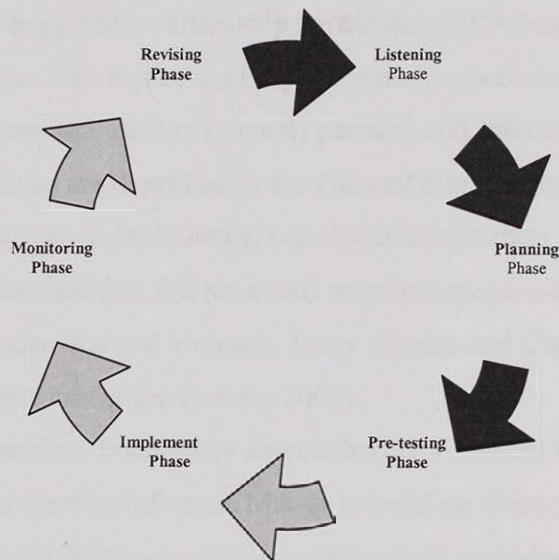 Revising
Phase
Listening
Phase
Planning
Phase
Pre-testing
Phase
Implement
Phase
Monitoring
Phase